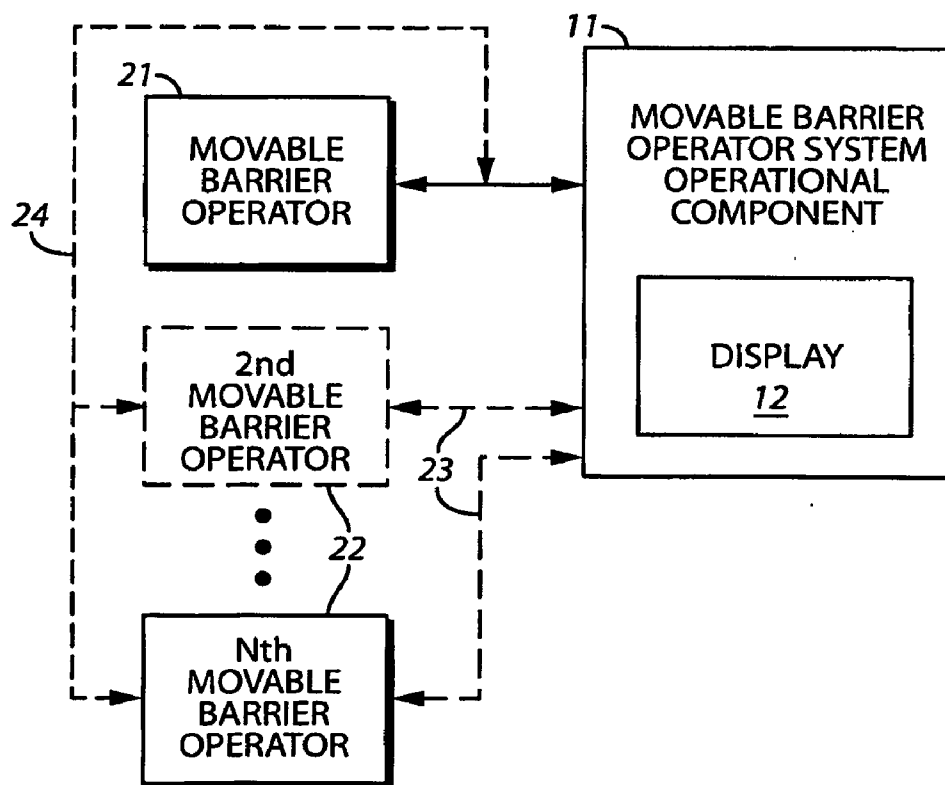 11
21
MOVABLE
BARRIER
OPERATOR
MOVABLE BARRIER
OPERATOR SYSTEM
OPERATIONAL
COMPONENT
24
2nd
MOVABLE
BARRIER
OPERATOR
DISPLAY
12
23
22
Nth
MOVABLE
BARRIER
OPERATOR